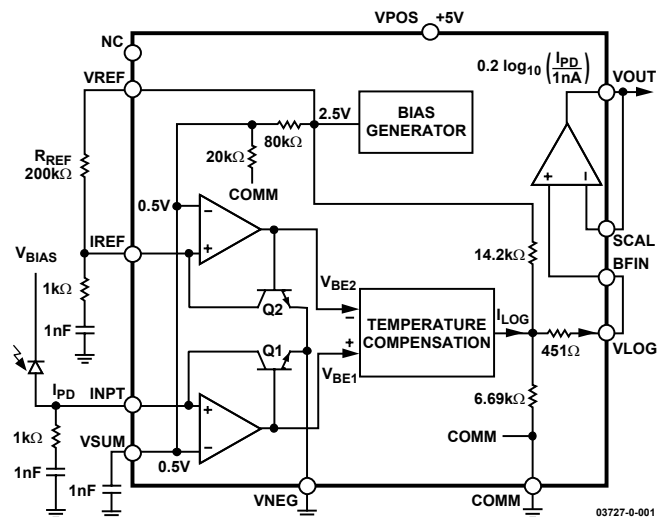 VPOS +5V
NC
VREF
0.2 log10 (IPD/1nA)
VOUT
2.5V
BIAS GENERATOR
80kΩ
20kΩ
COMM
RREF
200kΩ
0.5V
−
+
+
−
SCAL
BFIN
14.2kΩ
IREF
VBIAS
1kΩ
1nF
VBE2
Q2
−
TEMPERATURE
COMPENSATION
ILOG
451Ω
VLOG
Q1
+
VBE1
IPD
INPT
+
6.69kΩ
COMM
1kΩ
VSUM
−
0.5V
1nF
1nF
VNEG
COMM
03727-0-001